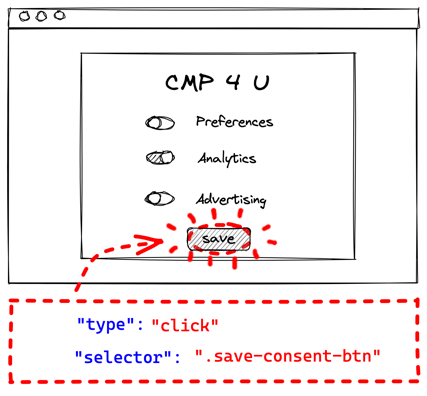 CMP 4 U
Preferences
Analytics
Advertising
save
"type": "click"
"selector": ".save-consent-btn"